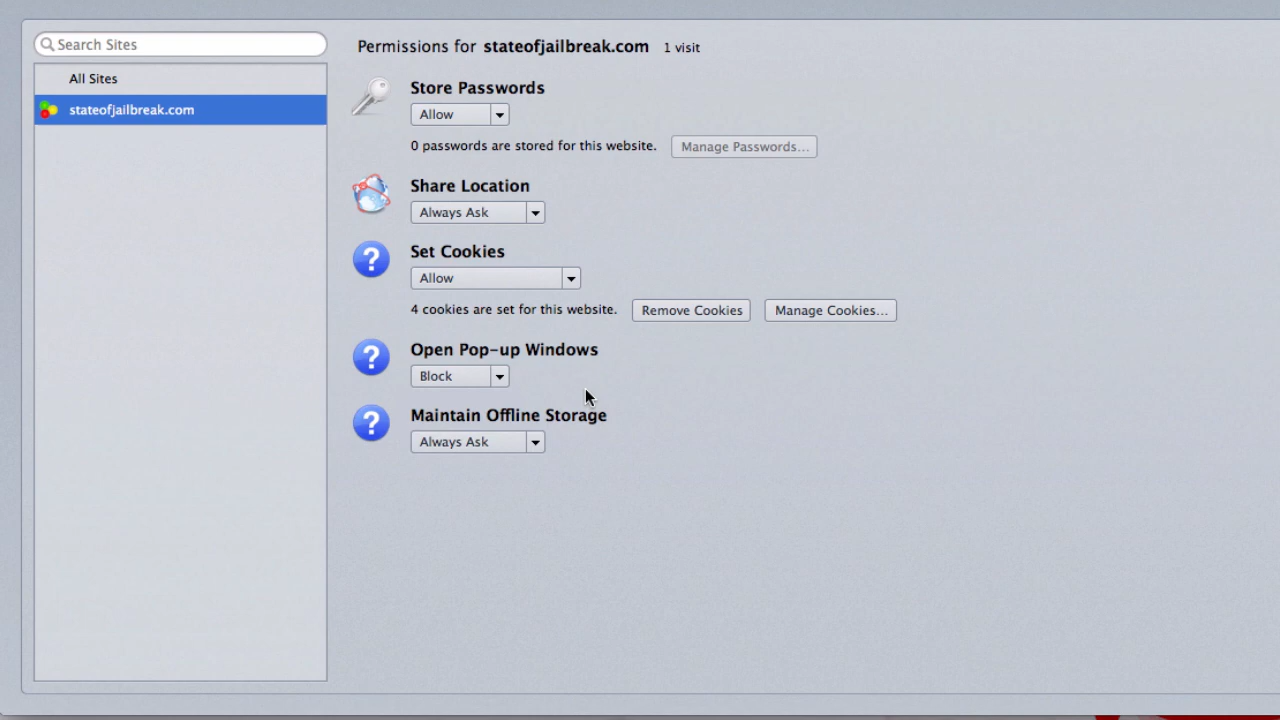 Search Sites
All Sites
stateofjailbreak.com
Permissions for stateofjailbreak.com 1 visit
Store Passwords
Allow
0 passwords are stored for this website. Manage Passwords...
Share Location
Always Ask
Set Cookies
Allow
4 cookies are set for this website. Remove Cookies Manage Cookies...
Open Pop-up Windows
Block
Maintain Offline Storage
Always Ask